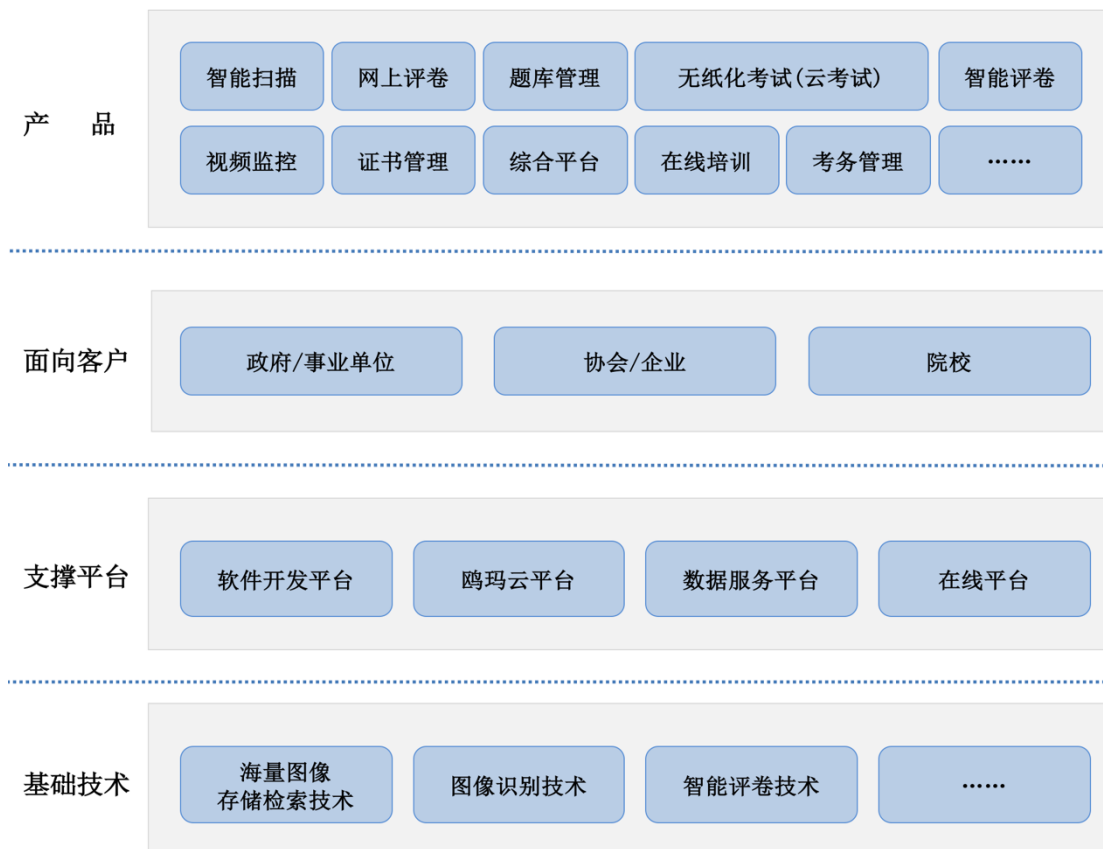 产 品
智能扫描
网上评卷
题库管理
无纸化考试(云考试)
智能评卷
视频监控
证书管理
综合平台
在线培训
考务管理
……
面向客户
政府/事业单位
协会/企业
院校
支撑平台
软件开发平台
鸥玛云平台
数据服务平台
在线平台
基础技术
海量图像
存储检索技术
图像识别技术
智能评卷技术
……